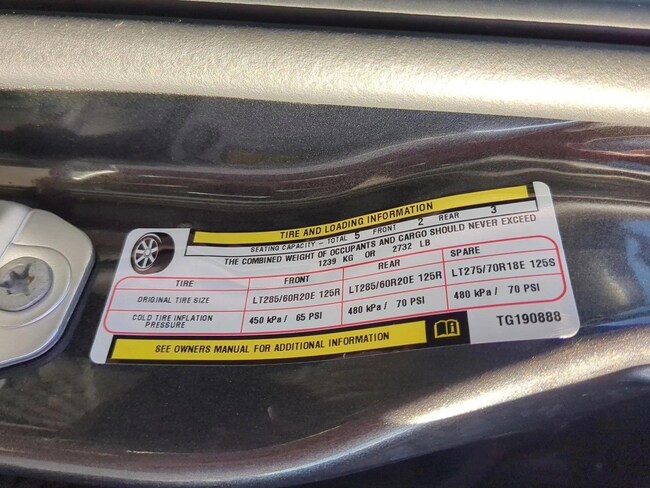 TIRE AND LOADING INFORMATION
SEATING CAPACITY – TOTAL 5 FRONT 2 REAR 3
THE COMBINED WEIGHT OF OCCUPANTS AND CARGO SHOULD NEVER EXCEED
1239 KG OR 2732 LB
TIRE FRONT REAR SPARE
ORIGINAL TIRE SIZE LT285/60R20E 125R LT285/60R20E 125R LT275/70R18E 125S
COLD TIRE INFLATION PRESSURE 450 kPa / 65 PSI 480 kPa / 70 PSI 480 kPa / 70 PSI
SEE OWNERS MANUAL FOR ADDITIONAL INFORMATION
TG190888